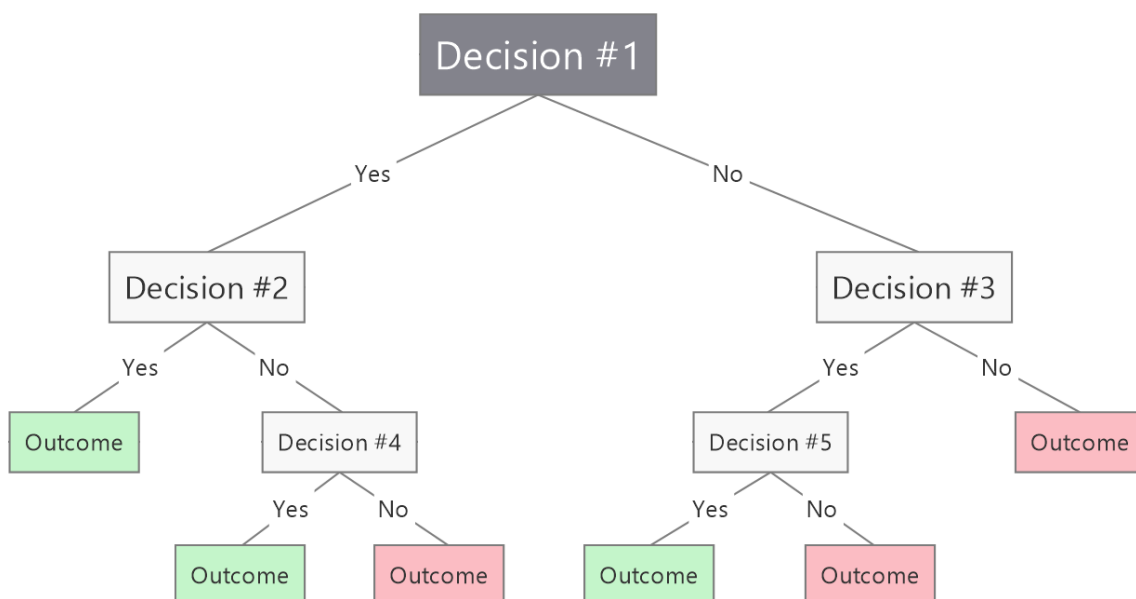 Decision #1
Yes
No
Decision #2
Decision #3
Yes
No
Yes
No
Outcome
Decision #4
Decision #5
Outcome
Yes
No
Yes
No
Outcome
Outcome
Outcome
Outcome